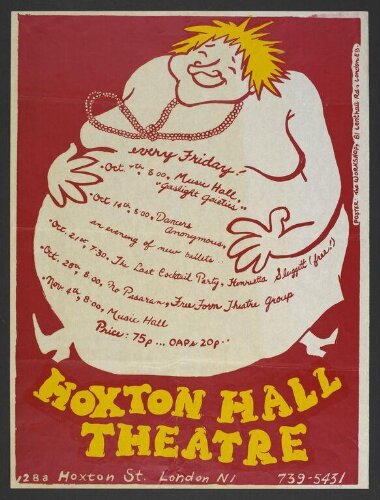 every Friday!
Oct. 7th, 8.00, Music Hall
"Gaslight Gaieties"..
Oct 14th, 8.00, Dancers
Anonymous,
an evening of new ballets..
Oct. 21st, 7.30, The Last Cocktail Party, Henrietta Sluggett (free!)
Oct. 28th, 8.00, No Pasaran, Free Form Theatre Group
Nov. 4th, 8.00, Music Hall
Price: 75p... OAPs 20p..
HOXTON HALL
THEATRE
128a Hoxton St. London N1
739-5431
POSTER - the WORKSHOP, 81 Lenthall Rd., London E8.